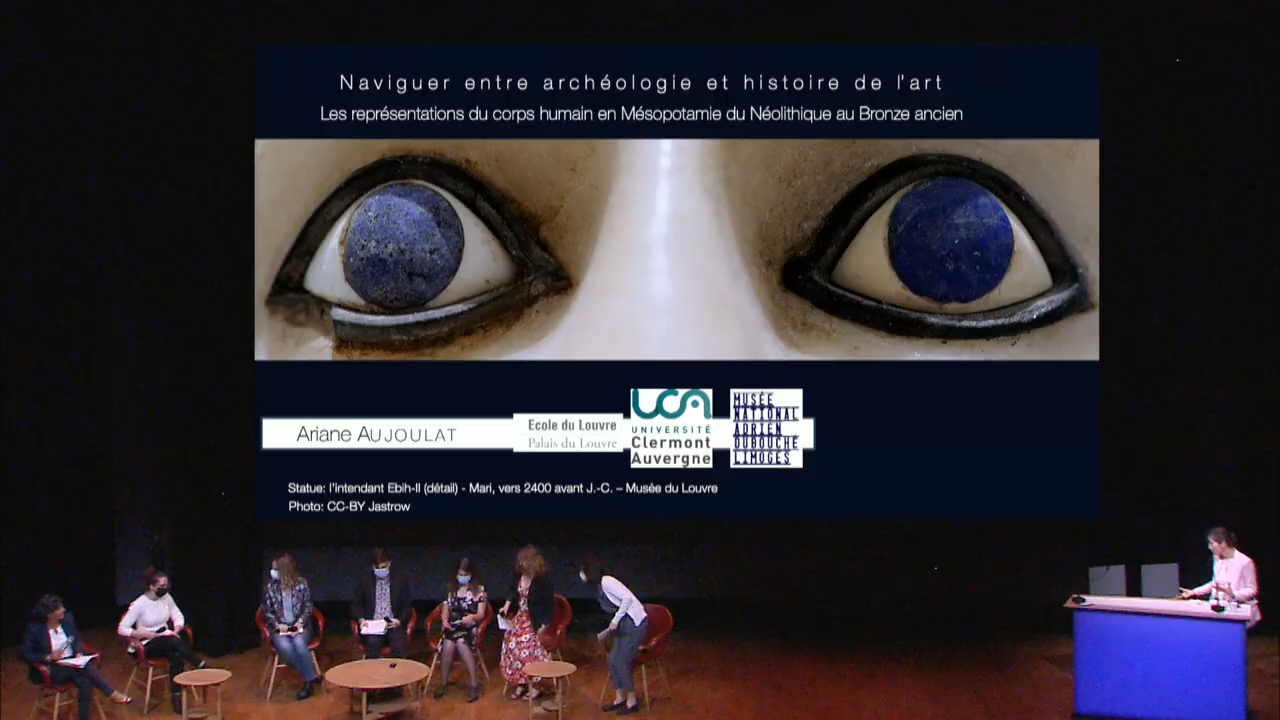 Naviguer entre archéologie et histoire de l'art
Les représentations du corps humain en Mésopotamie du Néolithique au Bronze ancien
Ariane AUJOULAT
Ecole du Louvre
Palais du Louvre
UCA
UNIVERSITÉ
Clermont
Auvergne
MUSÉE
NATIONAL
ADRIEN
DUBOUCHÉ
LIMOGES
Statue: l'intendant Ebih-Il (détail) - Mari, vers 2400 avant J.-C. – Musée du Louvre
Photo: CC-BY Jastrow